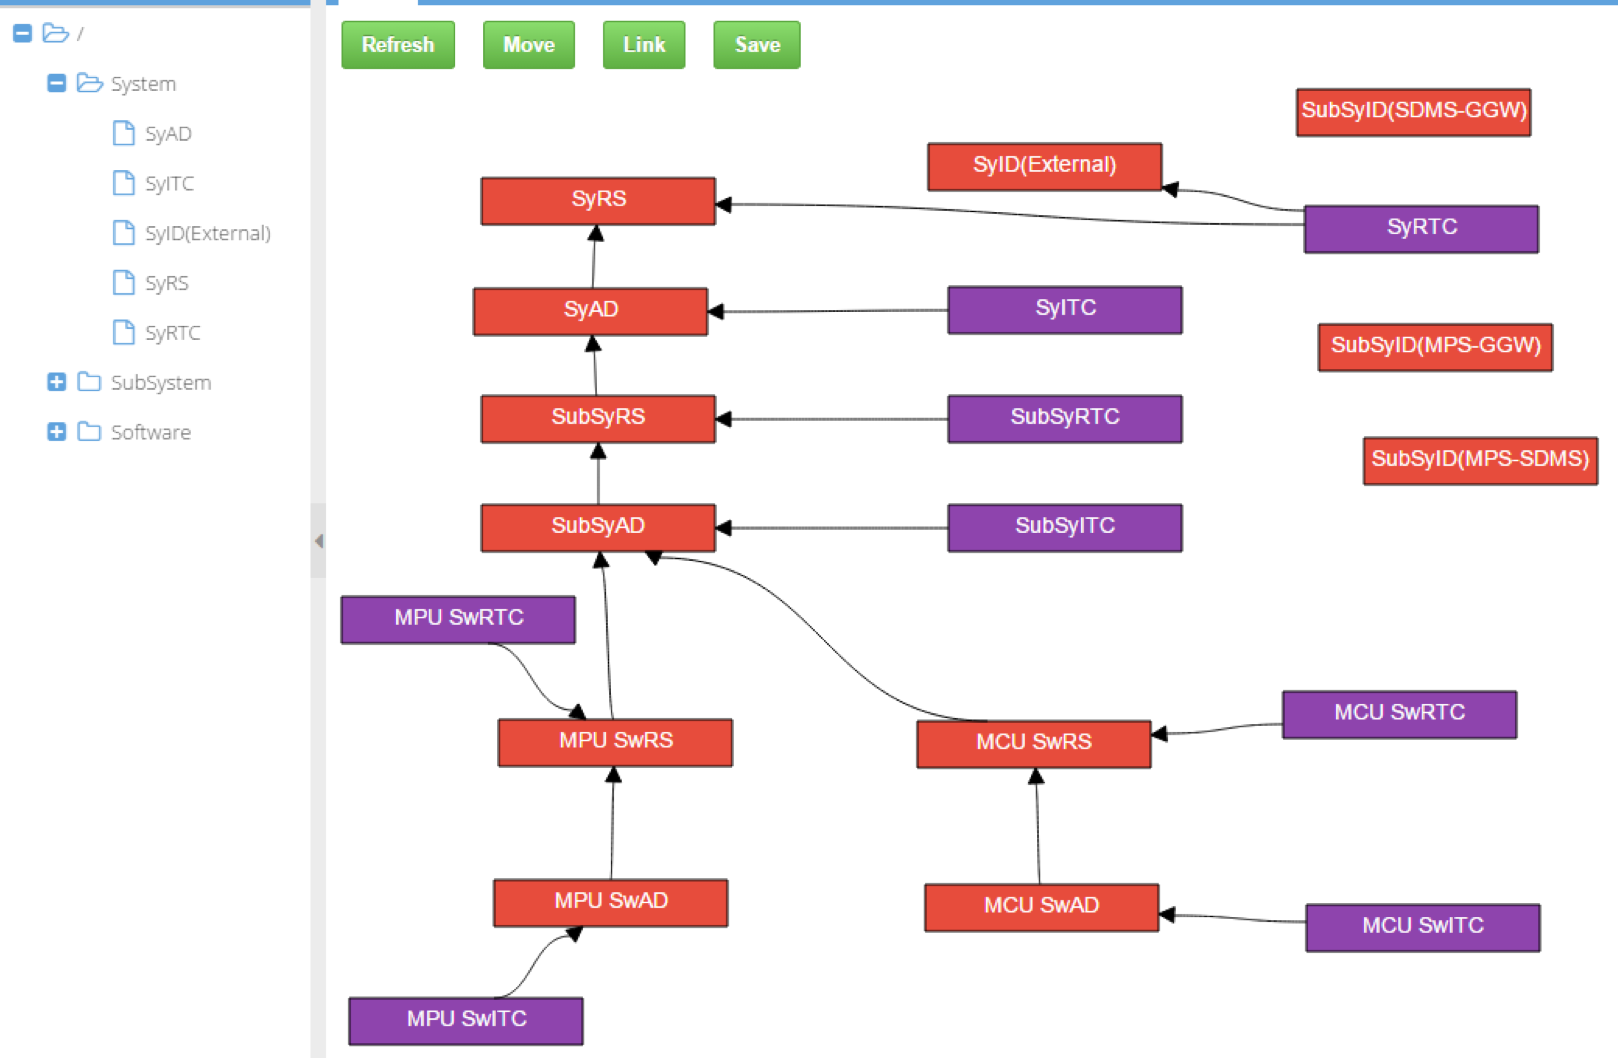 /
System
SyAD
SyITC
SyID(External)
SyRS
SyRTC
SubSystem
Software
Refresh
Move
Link
Save
SubSyID(SDMS-GGW)
SyID(External)
SyRS
SyRTC
SyAD
SyITC
SubSyID(MPS-GGW)
SubSyRS
SubSyRTC
SubSyID(MPS-SDMS)
SubSyAD
SubSyITC
MPU SwRTC
MCU SwRTC
MPU SwRS
MCU SwRS
MPU SwAD
MCU SwAD
MCU SwITC
MPU SwITC